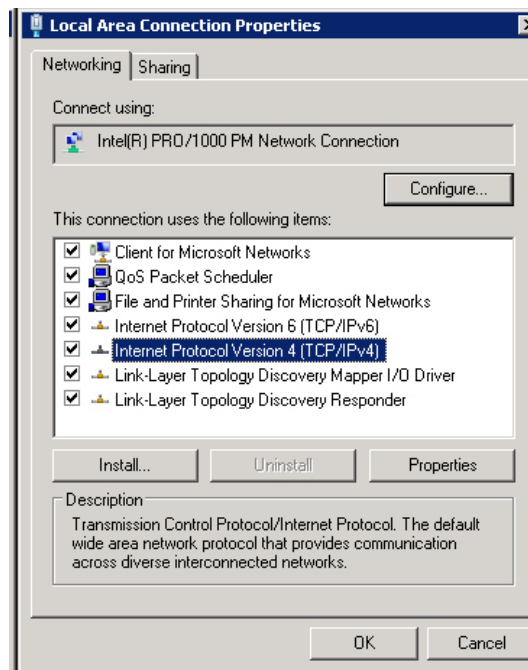 Local Area Connection Properties
Networking
Sharing
Connect using:
Intel(R) PRO/1000 PM Network Connection
Configure...
This connection uses the following items:
Client for Microsoft Networks
QoS Packet Scheduler
File and Printer Sharing for Microsoft Networks
Internet Protocol Version 6 (TCP/IPv6)
Internet Protocol Version 4 (TCP/IPv4)
Link-Layer Topology Discovery Mapper I/O Driver
Link-Layer Topology Discovery Responder
Install...
Uninstall
Properties
Description
Transmission Control Protocol/Internet Protocol. The default
wide area network protocol that provides communication
across diverse interconnected networks.
OK
Cancel